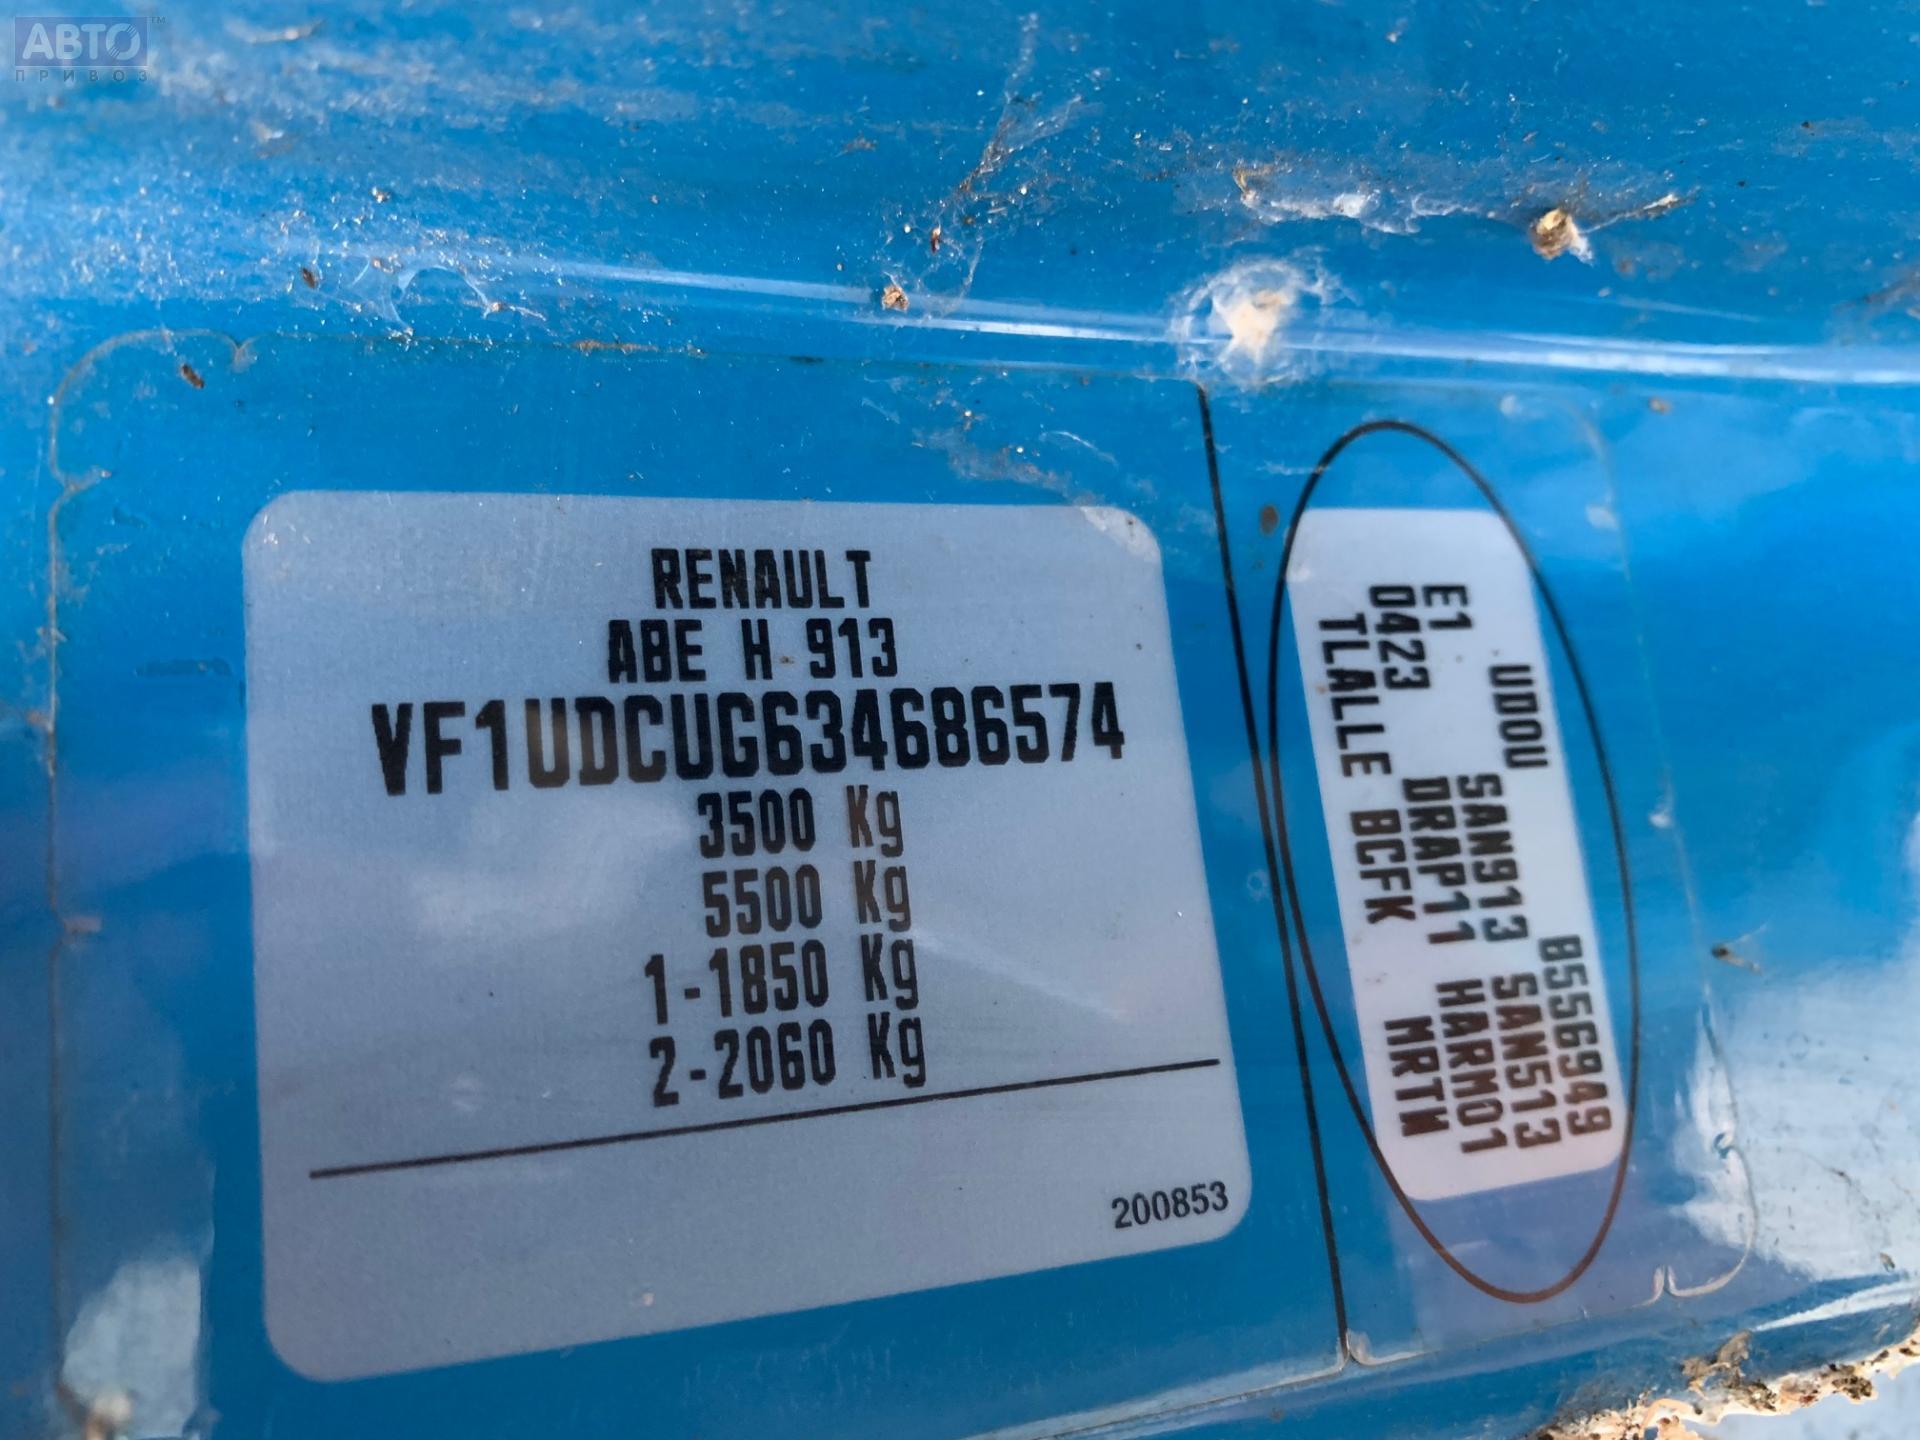 АВТО™
ПРИВОЗ
RENAULT
ABE H-913
VF1UDCUG634686574
3500 Kg
5500 Kg
1-1850 Kg
2-2060 Kg
200853
UDOU B556949
E1 SAN913 SAN513
0423 DRAP11 HARM01
TLALLE BCFK MRTW